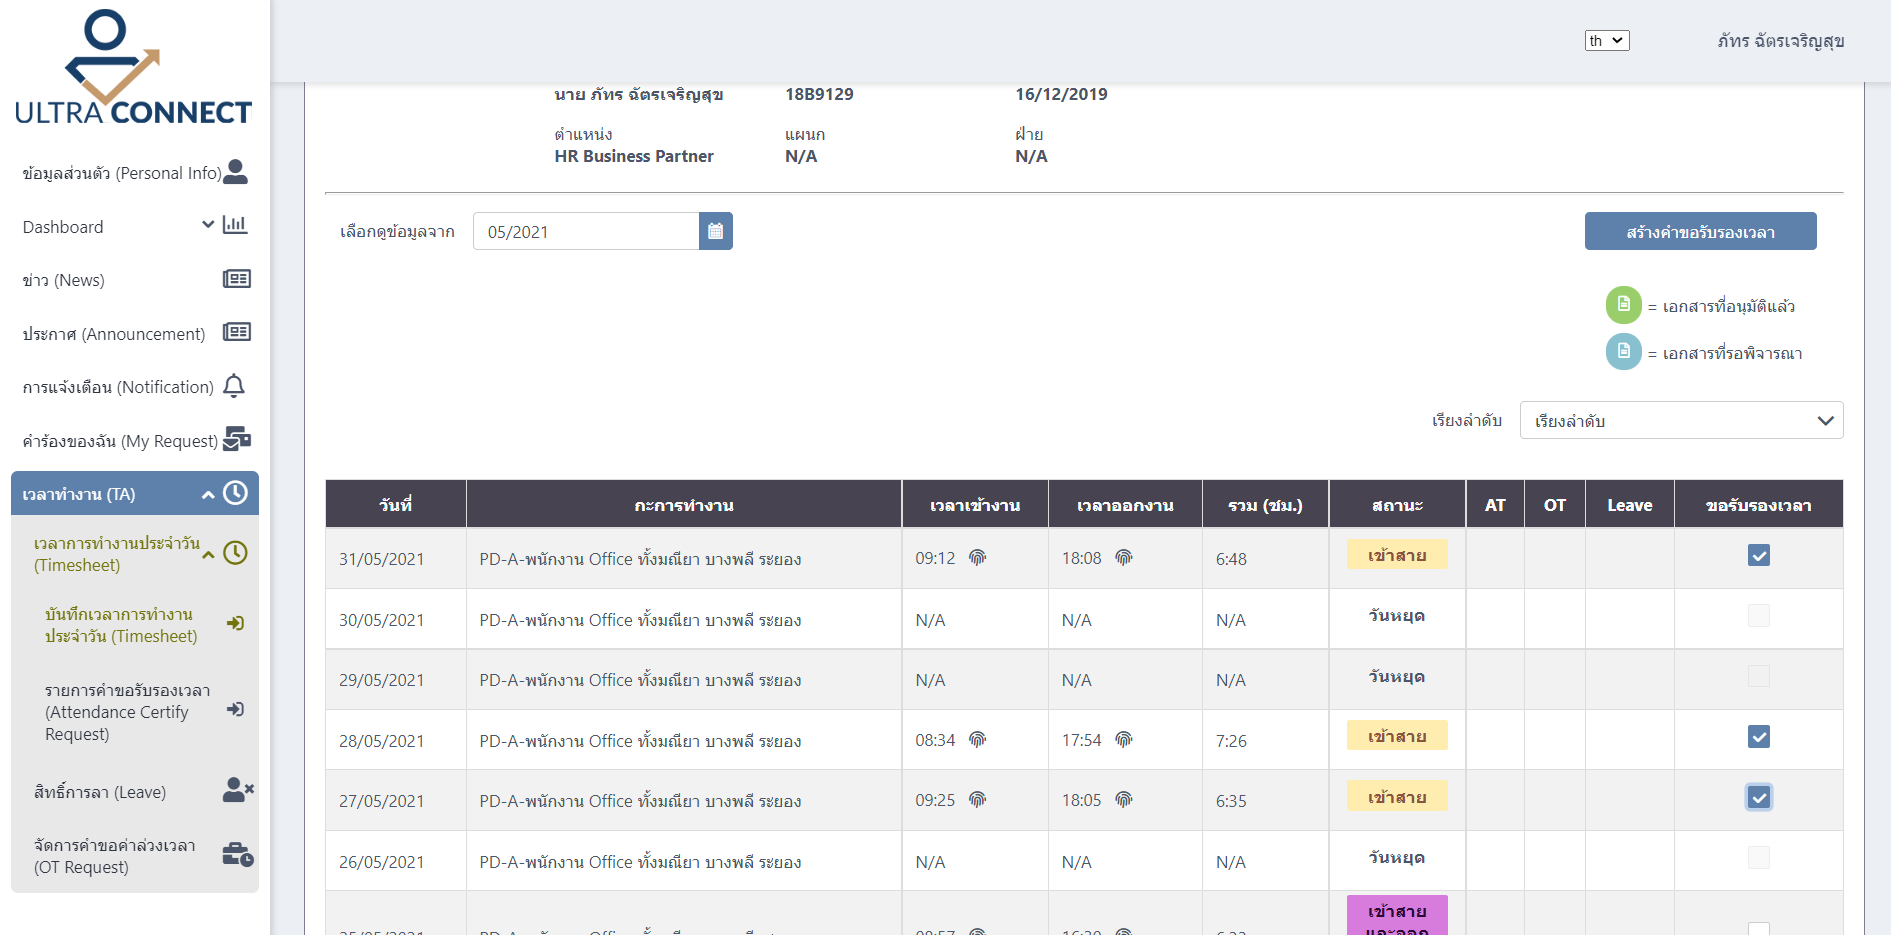 ULTRA CONNECT
th
ภัทร ฉัตรเจริญสุข
ข้อมูลส่วนตัว (Personal Info)
Dashboard
ข่าว (News)
ประกาศ (Announcement)
การแจ้งเตือน (Notification)
คำร้องของฉัน (My Request)
เวลาทำงาน (TA)
เวลาการทำงานประจำวัน
(Timesheet)
บันทึกเวลาการทำงาน
ประจำวัน (Timesheet)
รายการคำขอรับรองเวลา
(Attendance Certify
Request)
สิทธิ์การลา (Leave)
จัดการคำขอค่าล่วงเวลา
(OT Request)
นาย ภัทร ฉัตรเจริญสุข 18B9129 16/12/2019
ตำแหน่ง แผนก ฝ่าย
HR Business Partner N/A N/A
เลือกดูข้อมูลจาก 05/2021 สร้างคำขอรับรองเวลา
= เอกสารที่อนุมัติแล้ว
= เอกสารที่รอพิจารณา
เรียงลำดับ เรียงลำดับ
วันที่ กะการทำงาน เวลาเข้างาน เวลาออกงาน รวม (ชม.) สถานะ AT OT Leave ขอรับรองเวลา
31/05/2021 PD-A-พนักงาน Office ทั้งมณียา บางพลี ระยอง 09:12 18:08 6:48 เข้าสาย
30/05/2021 PD-A-พนักงาน Office ทั้งมณียา บางพลี ระยอง N/A N/A N/A วันหยุด
29/05/2021 PD-A-พนักงาน Office ทั้งมณียา บางพลี ระยอง N/A N/A N/A วันหยุด
28/05/2021 PD-A-พนักงาน Office ทั้งมณียา บางพลี ระยอง 08:34 17:54 7:26 เข้าสาย
27/05/2021 PD-A-พนักงาน Office ทั้งมณียา บางพลี ระยอง 09:25 18:05 6:35 เข้าสาย
26/05/2021 PD-A-พนักงาน Office ทั้งมณียา บางพลี ระยอง N/A N/A N/A วันหยุด
เข้าสาย